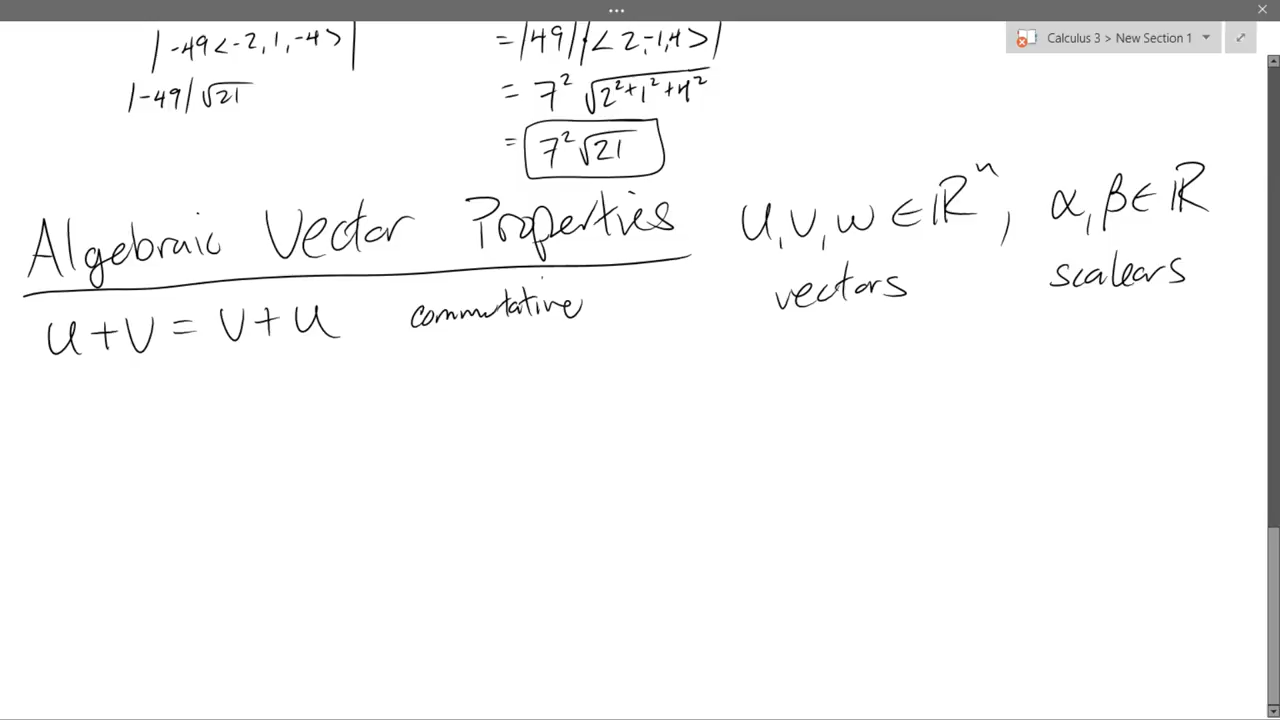 ...
Calculus 3 > New Section 1
|-49<-2, 1, -4>|
|-49|√21
= |49||<2,-1,4>|
= 7² √2²+1²+4²
= 7²√21
Algebraic Vector Properties
u, v, w ∈ ℝⁿ, α, β ∈ ℝ
vectors scalears
u + v = v + u commutative